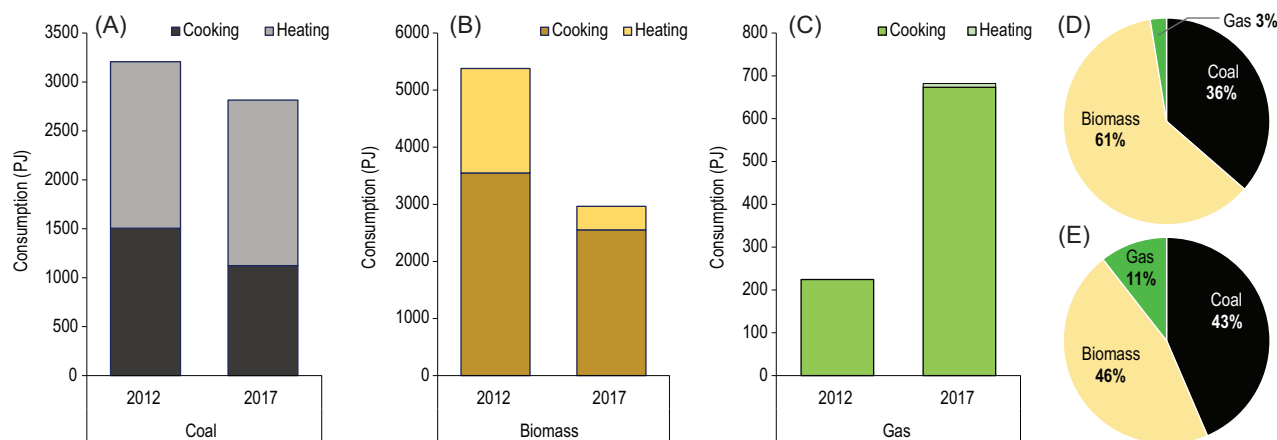 (A)
Cooking Heating
3500
3000
2500
2000
1500
1000
500
0
Consumption (PJ)
2012 2017
Coal
(B)
Cooking Heating
6000
5000
4000
3000
2000
1000
0
Consumption (PJ)
2012 2017
Biomass
(C)
Cooking Heating
800
700
600
500
400
300
200
100
0
Consumption (PJ)
2012 2017
Gas
(D)
Gas 3%
Coal
36%
Biomass
61%
(E)
Gas
11%
Coal
43%
Biomass
46%